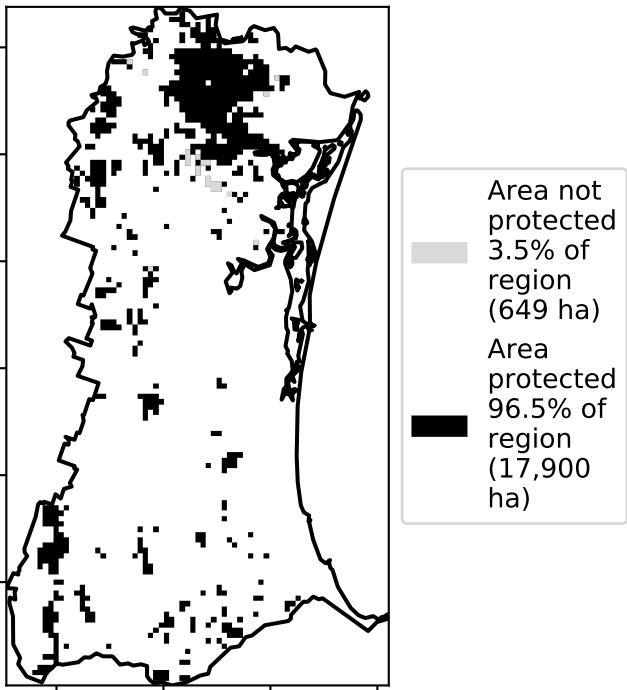 Area not
protected
3.5% of
region
(649 ha)
Area
protected
96.5% of
region
(17,900
ha)